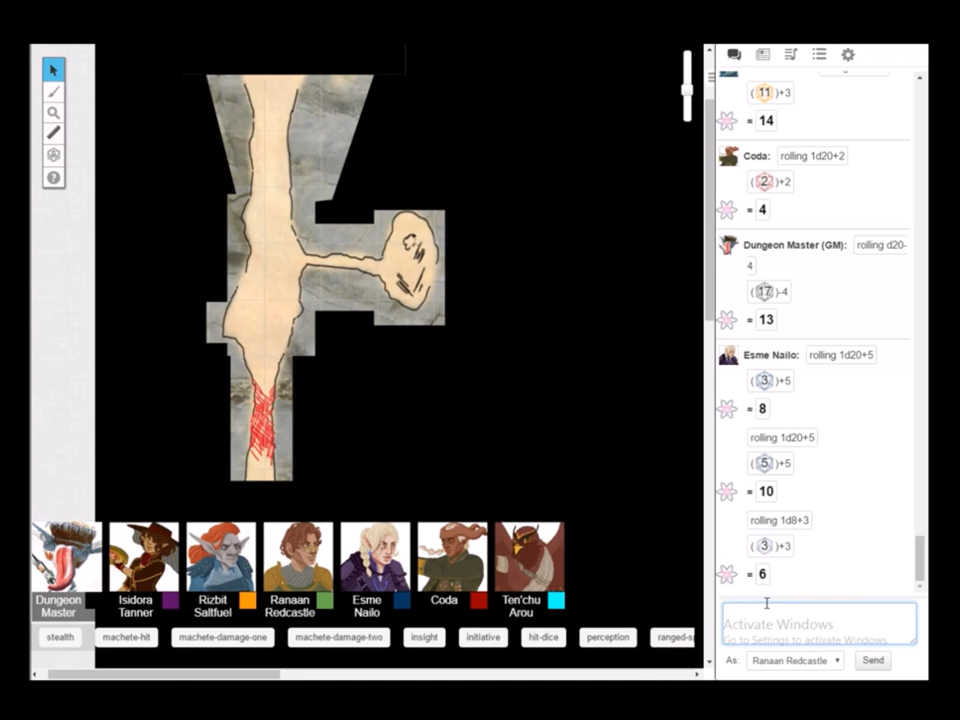 ( 11 )+3
= 14
Coda: rolling 1d20+2
( 2 )+2
= 4
Dungeon Master (GM): rolling d20-
4
( 17 )-4
= 13
Esme Nailo: rolling 1d20+5
( 3 )+5
= 8
rolling 1d20+5
( 5 )+5
= 10
rolling 1d8+3
( 3 )+3
= 6
Activate Windows
Go to Settings to activate Windows.
As: Ranaan Redcastle Send
Dungeon
Master
Isidora
Tanner
Rizbit
Saltfuel
Ranaan
Redcastle
Esme
Nailo
Coda
Ten'chu
Arou
stealth machete-hit machete-damage-one machete-damage-two insight initiative hit-dice perception ranged-sp